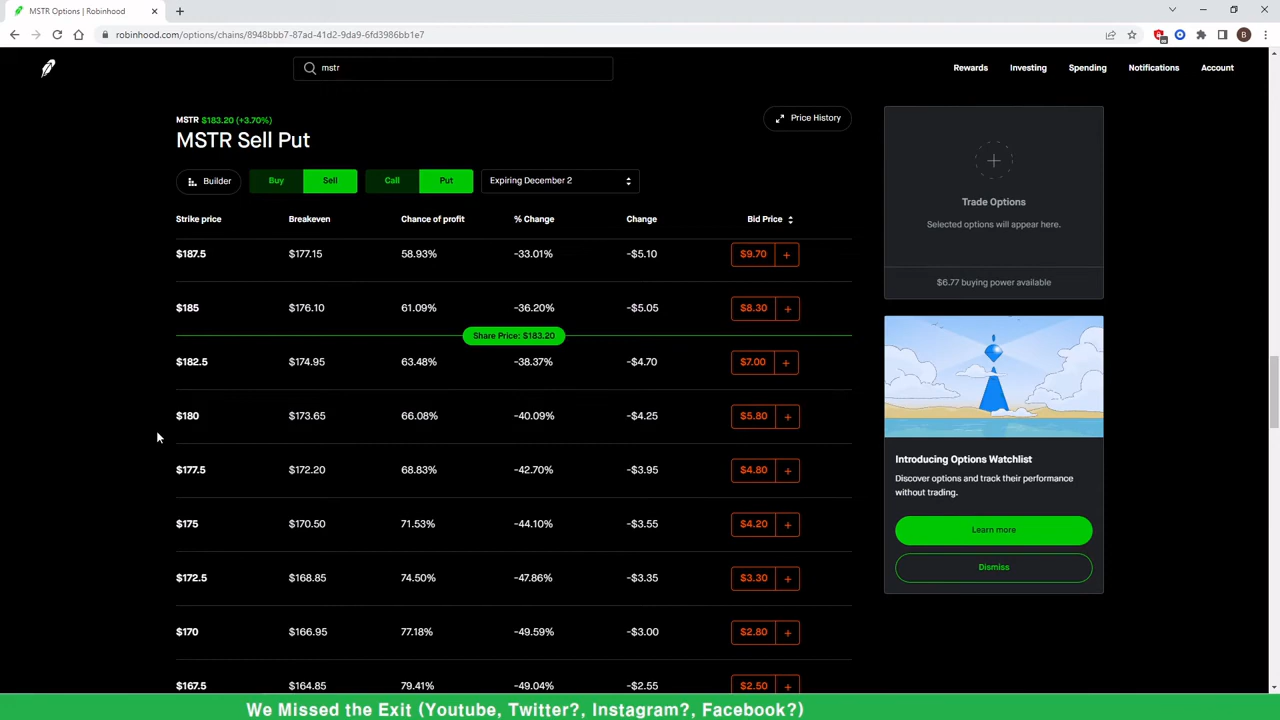 MSTR Options | Robinhood
robinhood.com/options/chains/8948bbb7-87ad-41d2-9da9-6fd3986bb1e7
B
mstr
Rewards Investing Spending Notifications Account
MSTR $183.20 (+3.70%)
MSTR Sell Put
Price History
Builder Buy Sell Call Put Expiring December 2
Strike price Breakeven Chance of profit % Change Change Bid Price
$187.5 $177.15 58.93% -33.01% -$5.10 $9.70 +
$185 $176.10 61.09% -36.20% -$5.05 $8.30 +
Share Price: $183.20
$182.5 $174.95 63.48% -38.37% -$4.70 $7.00 +
$180 $173.65 66.08% -40.09% -$4.25 $5.80 +
$177.5 $172.20 68.83% -42.70% -$3.95 $4.80 +
$175 $170.50 71.53% -44.10% -$3.55 $4.20 +
$172.5 $168.85 74.50% -47.86% -$3.35 $3.30 +
$170 $166.95 77.18% -49.59% -$3.00 $2.80 +
$167.5 $164.85 79.41% -49.04% -$2.55 $2.50 +
Trade Options
Selected options will appear here.
$6.77 buying power available
Introducing Options Watchlist
Discover options and track their performance
without trading.
Learn more
Dismiss
We Missed the Exit (Youtube, Twitter?, Instagram?, Facebook?)